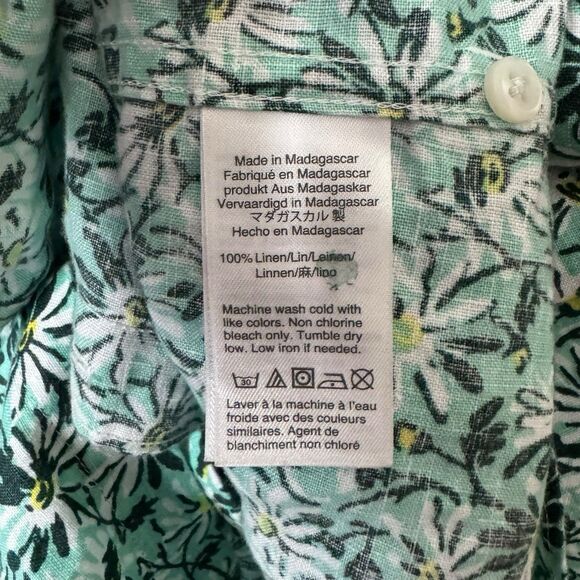 Made in Madagascar
Fabriqué en Madagascar
produkt Aus Madagaskar
Vervaardigd in Madagascar
マダガスカル 製
Hecho en Madagascar
100% Linen/Lin/Leinen/
Linnen/麻/lino
Machine wash cold with
like colors. Non chlorine
bleach only. Tumble dry
low. Low iron if needed.
30
Laver à la machine à l'eau
froide avec des couleurs
similaires. Agent de
blanchiment non chloré